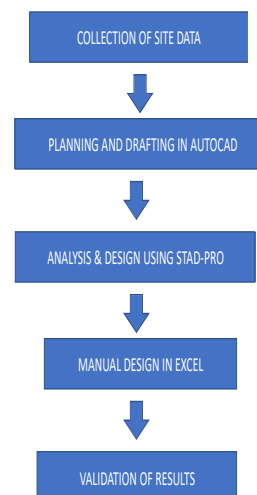 COLLECTION OF SITE DATA
PLANNING AND DRAFTING IN AUTOCAD
ANALYSIS & DESIGN USING STAD-PRO
MANUAL DESIGN IN EXCEL
VALIDATION OF RESULTS